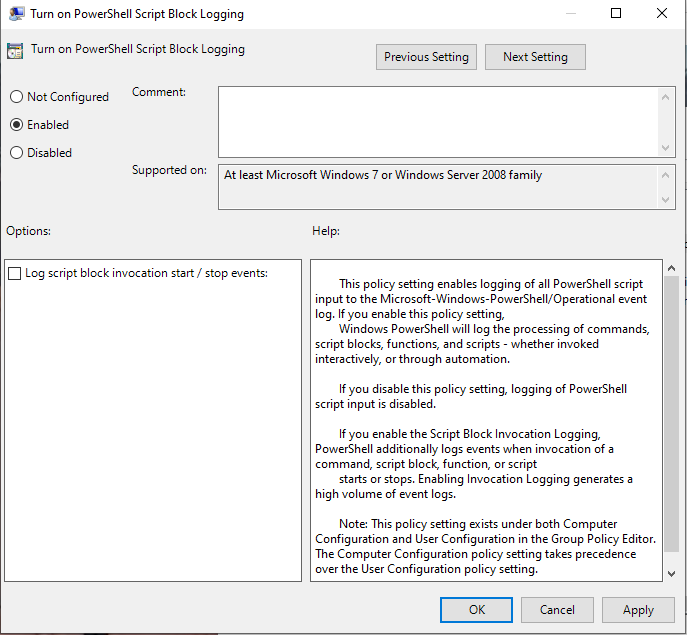 Turn on PowerShell Script Block Logging
Turn on PowerShell Script Block Logging
Previous Setting
Next Setting
Not Configured
Enabled
Disabled
Comment:
Supported on:
At least Microsoft Windows 7 or Windows Server 2008 family
Options:
Help:
Log script block invocation start / stop events:
This policy setting enables logging of all PowerShell script
input to the Microsoft-Windows-PowerShell/Operational event
log. If you enable this policy setting,
Windows PowerShell will log the processing of commands,
script blocks, functions, and scripts - whether invoked
interactively, or through automation.
If you disable this policy setting, logging of PowerShell
script input is disabled.
If you enable the Script Block Invocation Logging,
PowerShell additionally logs events when invocation of a
command, script block, function, or script
starts or stops. Enabling Invocation Logging generates a
high volume of event logs.
Note: This policy setting exists under both Computer
Configuration and User Configuration in the Group Policy Editor.
The Computer Configuration policy setting takes precedence
over the User Configuration policy setting.
OK
Cancel
Apply